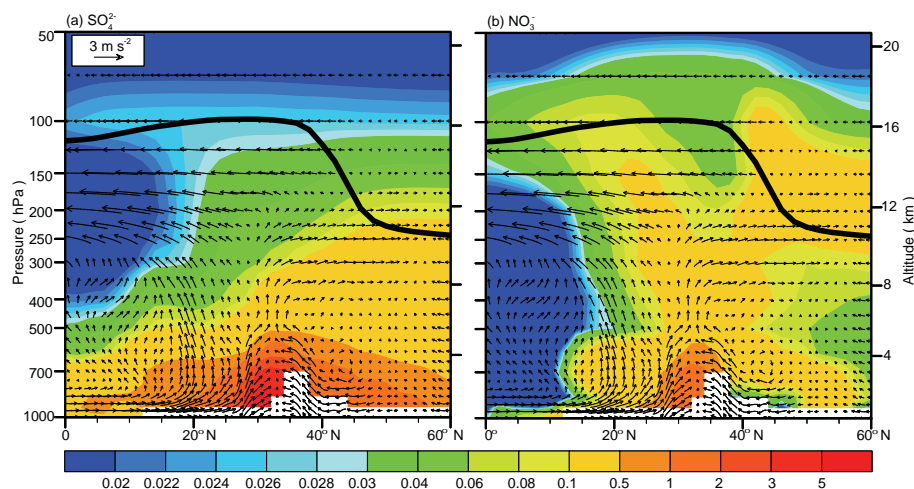 (a) SO₄²⁻
(b) NO₃⁻
3 m s⁻²
50
100
150
200
250
300
400
500
700
1000
Pressure ( hPa )
20
16
12
8
4
Altitude ( km )
0 20°N 40°N 60° N
0° 20°N 40°N 60° N
0.02 0.022 0.024 0.026 0.028 0.03 0.04 0.06 0.08 0.1 0.5 1 2 3 5